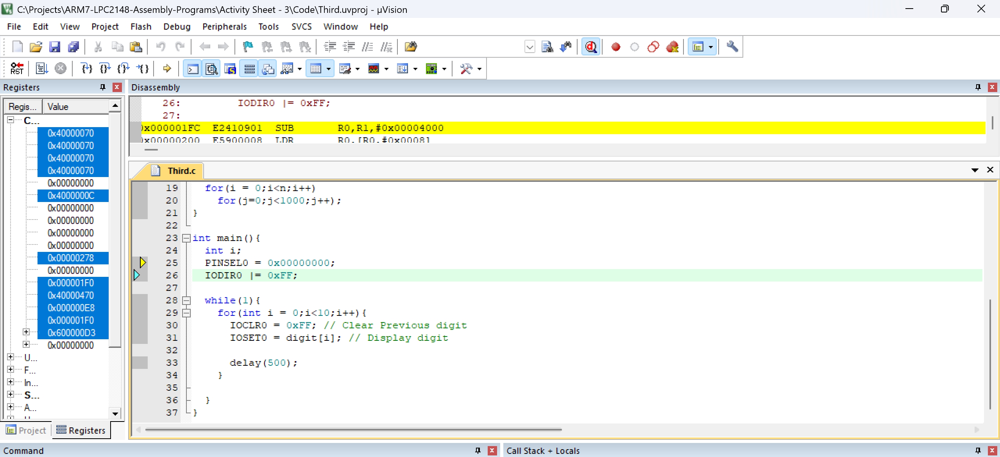 C:\Projects\ARM7-LPC2148-Assembly-Programs\Activity Sheet - 3\Code\Third.uvproj - µVision
File Edit View Project Flash Debug Peripherals Tools SVCS Window Help
RST
Registers
Regis... Value
C...
0x40000070
0x40000070
0x40000070
0x40000070
0x00000000
0x4000000C
0x00000000
0x00000000
0x00000000
0x00000000
0x00000278
0x00000000
0x000001F0
0x40000470
0x000000E8
0x000001F0
0x600000D3
0x00000000
U...
F...
In...
S...
A...
Project Registers
Disassembly
26: IODIR0 |= 0xFF;
27:
0x000001FC E2410901 SUB R0,R1,#0x00004000
0x00000200 E5900008 LDR R0,[R0,#0x0008]
Third.c
19 for(i = 0;i<n;i++)
20 for(j=0;j<1000;j++);
21 }
22
23 int main(){
24 int i;
25 PINSEL0 = 0x00000000;
26 IODIR0 |= 0xFF;
27
28 while(1){
29 for(int i = 0;i<10;i++){
30 IOCLR0 = 0xFF; // Clear Previous digit
31 IOSET0 = digit[i]; // Display digit
32
33 delay(500);
34 }
35
36 }
37 }
Command
Call Stack + Locals